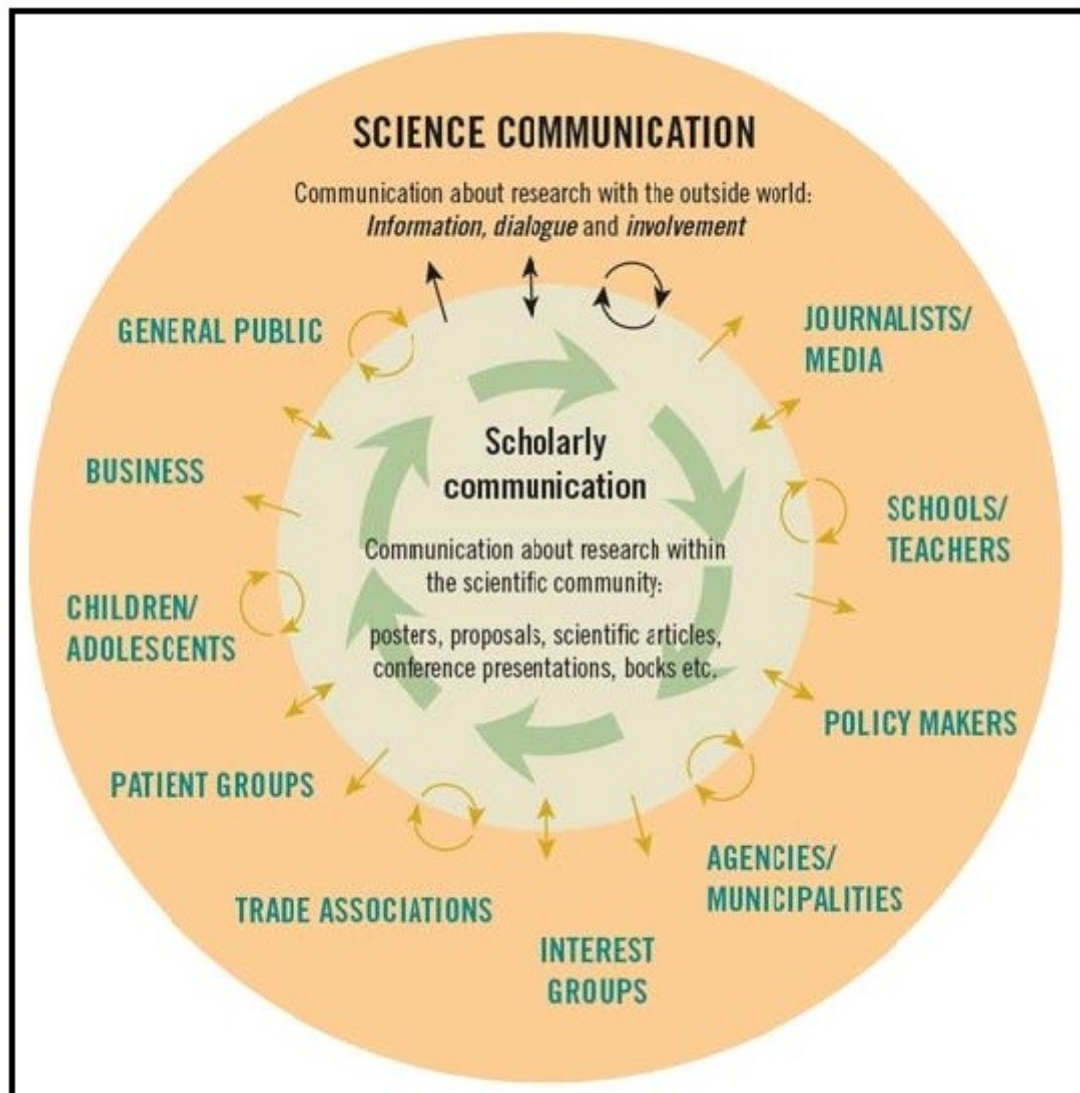 SCIENCE COMMUNICATION
Communication about research with the outside world:
Information, dialogue and involvement
GENERAL PUBLIC
JOURNALISTS/
MEDIA
BUSINESS
Scholarly
communication
SCHOOLS/
TEACHERS
Communication about research within
the scientific community:
CHILDREN/
ADOLESCENTS
posters, proposals, scientific articles,
conference presentations, books etc.
POLICY MAKERS
PATIENT GROUPS
AGENCIES/
MUNICIPALITIES
TRADE ASSOCIATIONS
INTEREST
GROUPS